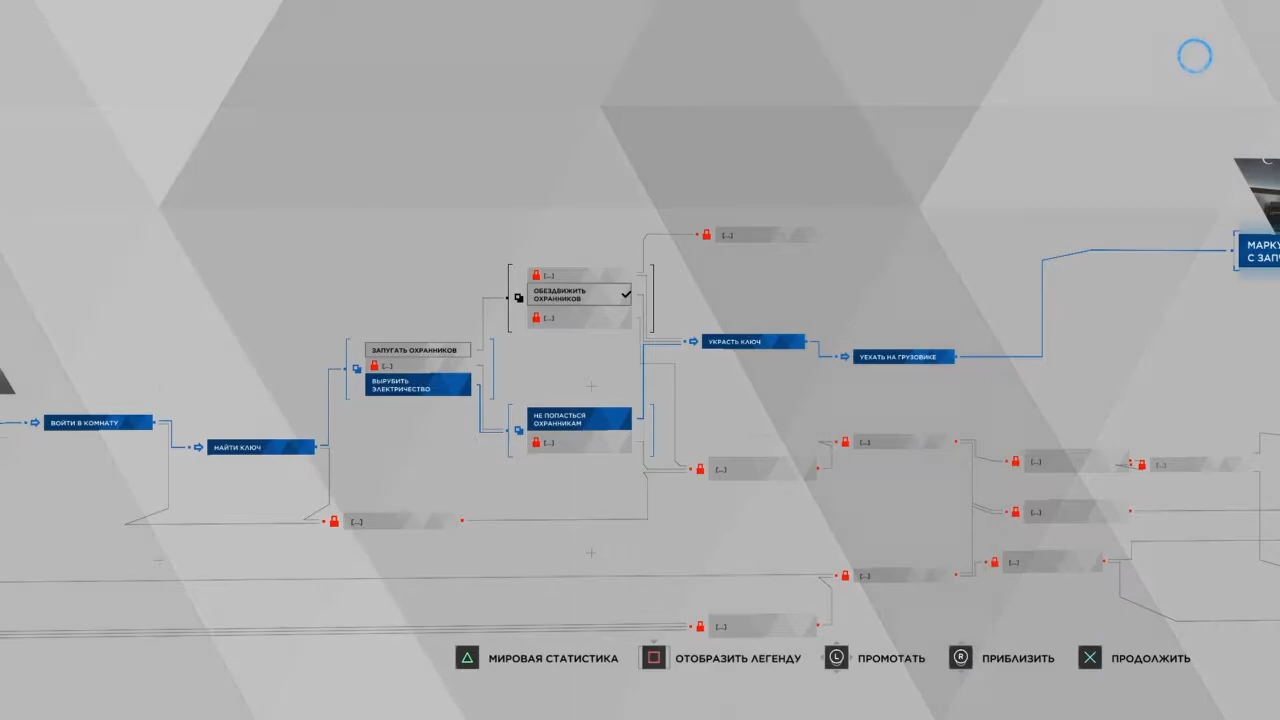 [...]
[...]
ОБЕЗДВИЖИТЬ
ОХРАННИКОВ
[...]
МАРКУ
С ЗАП
ЗАПУГАТЬ ОХРАННИКОВ
[...]
ВЫРУБИТЬ
ЭЛЕКТРИЧЕСТВО
УКРАСТЬ КЛЮЧ
УЕХАТЬ НА ГРУЗОВИКЕ
ВОЙТИ В КОМНАТУ
НАЙТИ КЛЮЧ
НЕ ПОПАСТЬСЯ
ОХРАННИКАМ
[...]
[...]
[...]
[...]
[...]
[...]
[...]
[...]
[...]
[...]
МИРОВАЯ СТАТИСТИКА
ОТОБРАЗИТЬ ЛЕГЕНДУ
L
ПРОМОТАТЬ
R
ПРИБЛИЗИТЬ
ПРОДОЛЖИТЬ